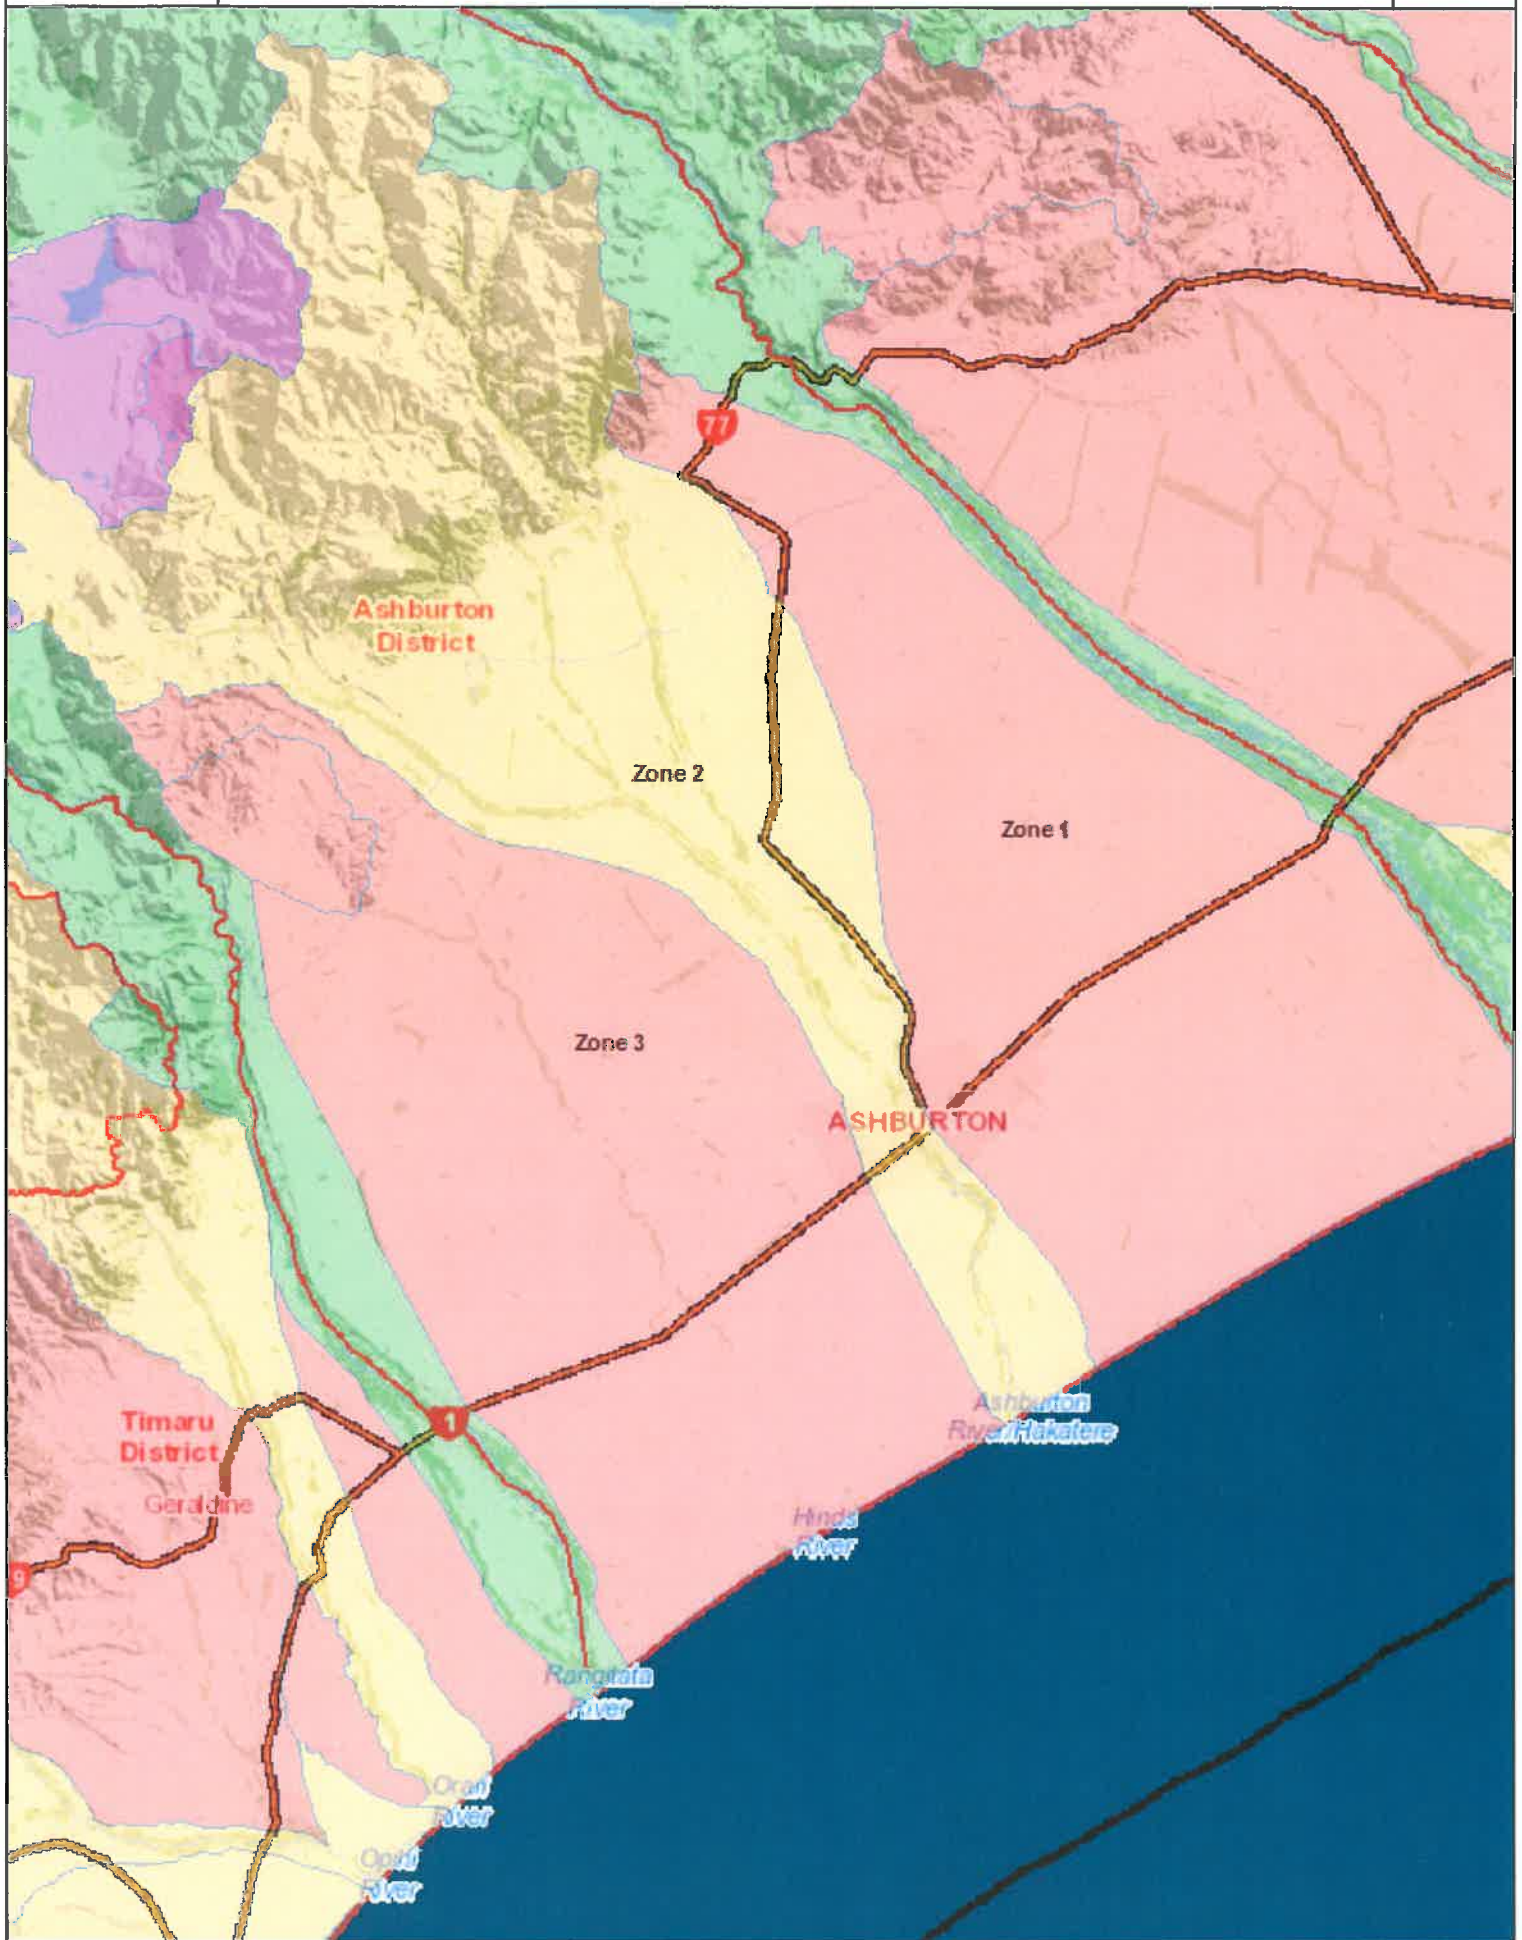 77
Ashburton
District
Zone 2
Zone 1
Zone 3
ASHBURTON
Ashburton
River/Hakatere
1
Timaru
District
Geraldine
Hinds
River
9
Rangitata
River
Orari
River
Opihi
River